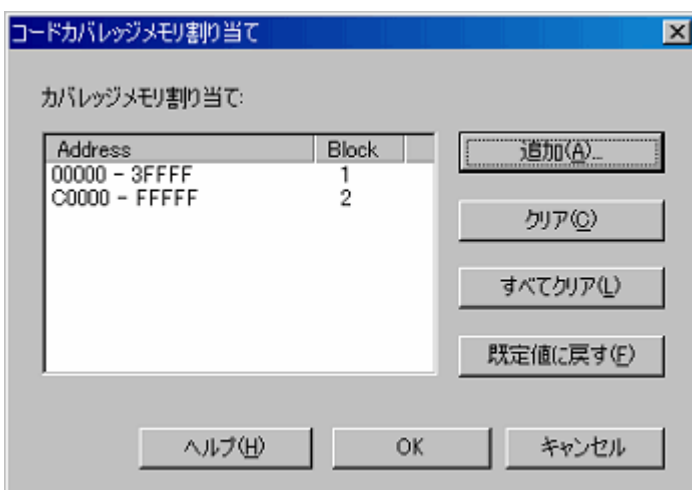 コードカバレッジメモリ割り当て
カバレッジメモリ割り当て:
Address Block
00000 - 3FFFF 1
C0000 - FFFFF 2
追加(A)...
クリア(C)
すべてクリア(L)
既定値に戻す(F)
ヘルプ(H) OK キャンセル